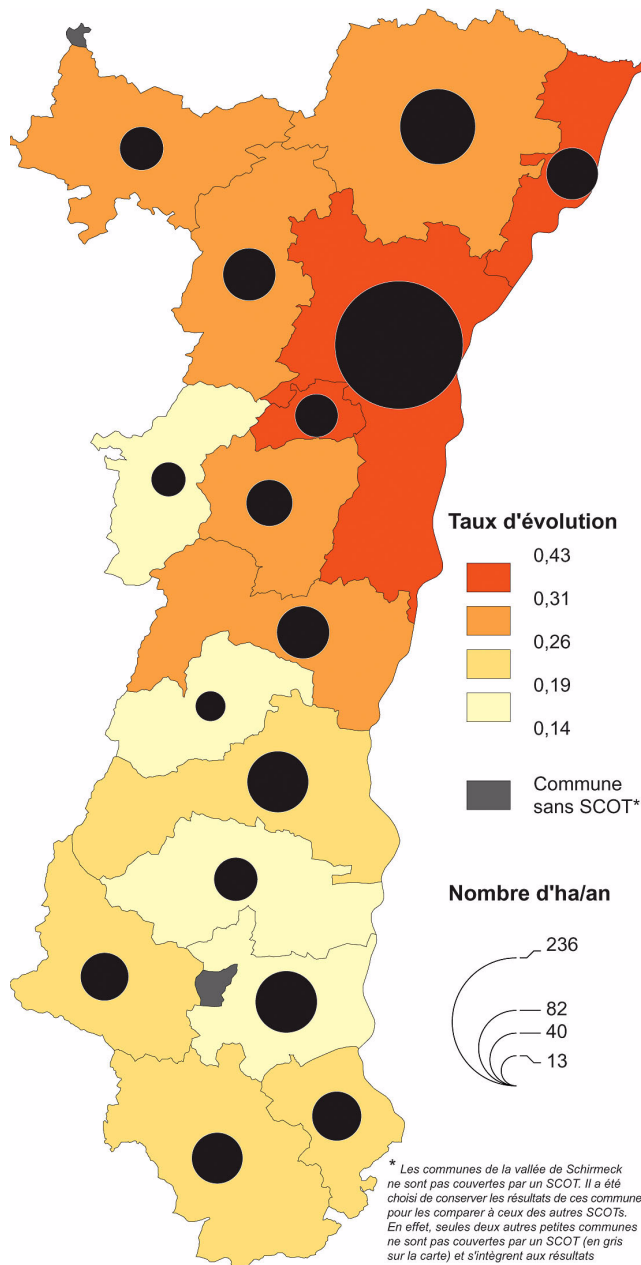 Taux d'évolution
0,43
0,31
0,26
0,19
0,14
Commune
sans SCOT*
Nombre d'ha/an
236
82
40
13
* Les communes de la vallée de Schirmeck
ne sont pas couvertes par un SCOT. Il a été
choisi de conserver les résultats de ces commune
pour les comparer à ceux des autres SCOTs.
En effet, seules deux autres petites communes
ne sont pas couvertes par un SCOT (en gris
sur la carte) et s'intègrent aux résultats